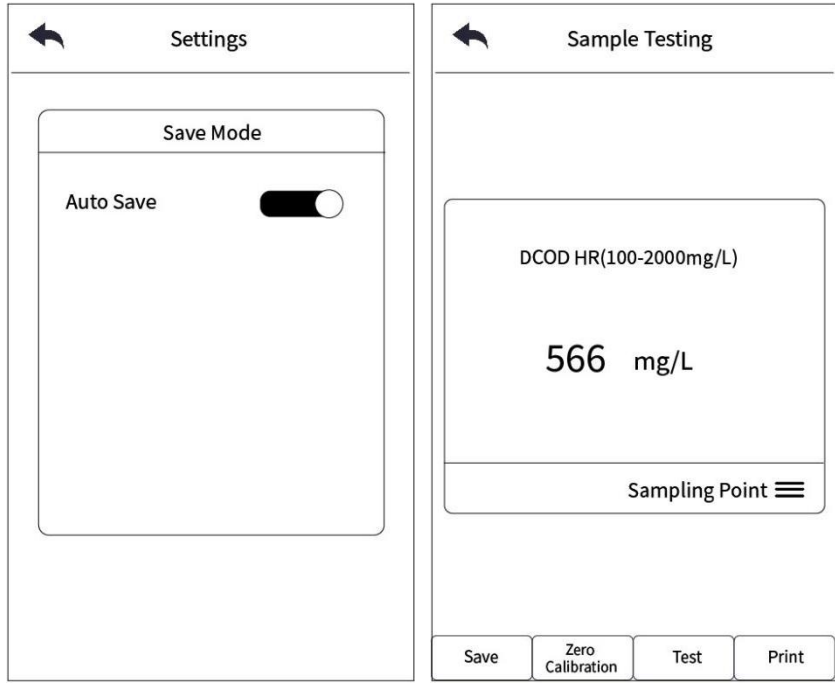 Settings
Save Mode
Auto Save
Sample Testing
DCOD HR(100-2000mg/L)
566 mg/L
Sampling Point
Save
Zero
Calibration
Test
Print